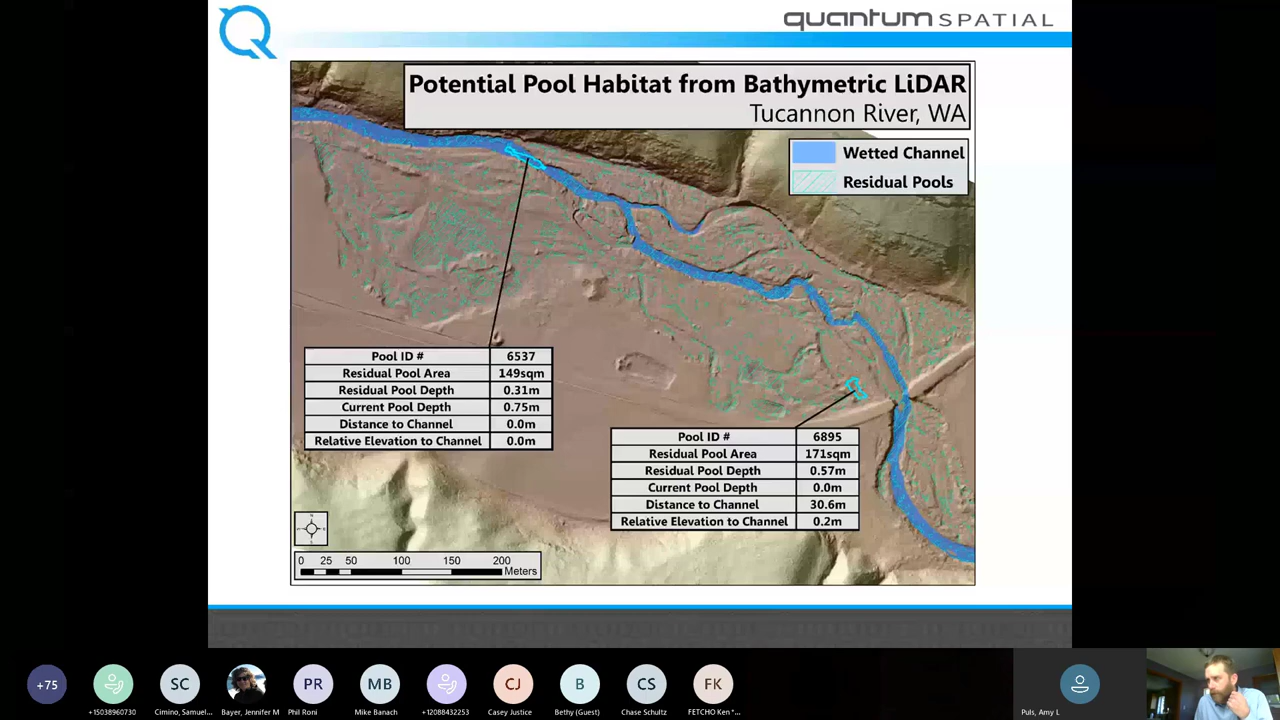 quantum SPATIAL
Potential Pool Habitat from Bathymetric LiDAR
Tucannon River, WA
Wetted Channel
Residual Pools
Pool ID # 6537
Residual Pool Area 149sqm
Residual Pool Depth 0.31m
Current Pool Depth 0.75m
Distance to Channel 0.0m
Relative Elevation to Channel 0.0m
Pool ID # 6895
Residual Pool Area 171sqm
Residual Pool Depth 0.57m
Current Pool Depth 0.0m
Distance to Channel 30.6m
Relative Elevation to Channel 0.2m
0 25 50 100 150 200
Meters
+75 SC PR MB CJ B CS FK
+15038960730 Cimino, Samuel... Bayer, Jennifer M Phil Roni Mike Banach +12088432253 Casey Justice Bethy (Guest) Chase Schultz FETCHO Ken "... Puls, Amy L